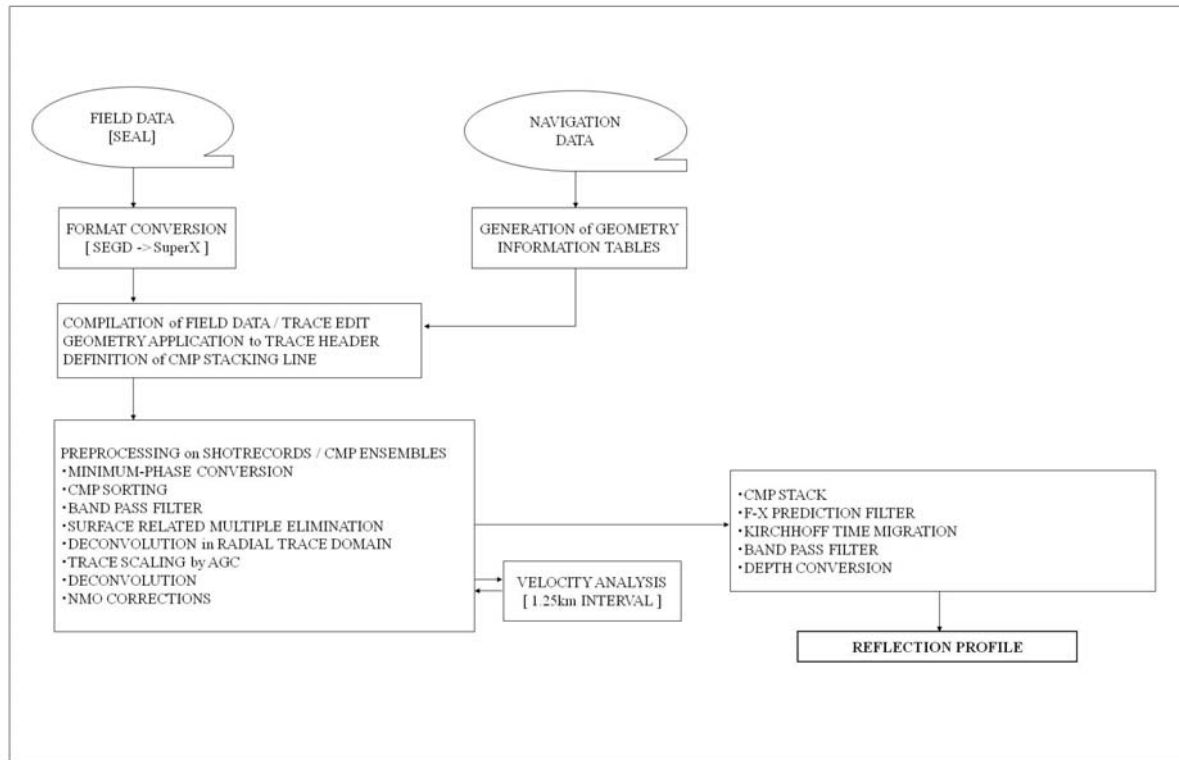 FIELD DATA
[SEAL]
NAVIGATION
DATA
FORMAT CONVERSION
[ SEGD -> SuperX ]
GENERATION of GEOMETRY
INFORMATION TABLES
COMPILATION of FIELD DATA / TRACE EDIT
GEOMETRY APPLICATION to TRACE HEADER
DEFINITION of CMP STACKING LINE
PREPROCESSING on SHOTRECORDS / CMP ENSEMBLES
・MINIMUM-PHASE CONVERSION
・CMP SORTING
・BAND PASS FILTER
・SURFACE RELATED MULTIPLE ELIMINATION
・DECONVOLUTION in RADIAL TRACE DOMAIN
・TRACE SCALING by AGC
・DECONVOLUTION
・NMO CORRECTIONS
VELOCITY ANALYSIS
[ 1.25km INTERVAL ]
・CMP STACK
・F-X PREDICTION FILTER
・KIRCHHOFF TIME MIGRATION
・BAND PASS FILTER
・DEPTH CONVERSION
REFLECTION PROFILE